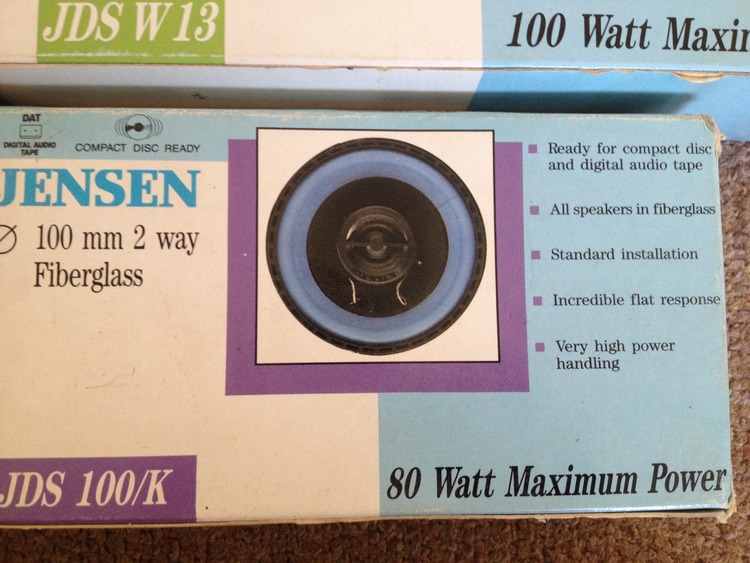 JDS W13
100 Watt
DAT
DIGITAL AUDIO
TAPE
COMPACT DISC READY
JENSEN
Ø 100 mm 2 way
Fiberglass
JENSEN
Ready for compact disc
and digital audio tape
All speakers in fiberglass
Standard installation
Incredible flat response
Very high power
handling
JDS 100/K
80 Watt Maximum Power